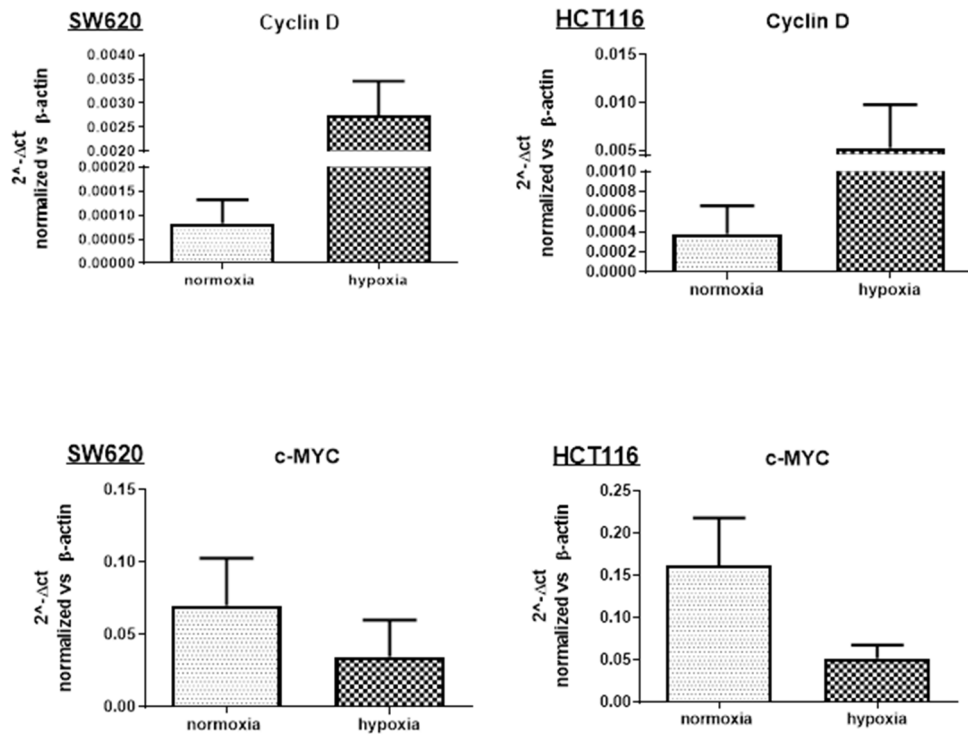 SW620 Cyclin D
2^-Δct
normalized vs β-actin
0.0040
0.0035
0.0030
0.0025
0.0020
0.00020
0.00015
0.00010
0.00005
0.00000
normoxia hypoxia
HCT116 Cyclin D
2^-Δct
normalized vs β-actin
0.015
0.010
0.005
0.0010
0.0008
0.0006
0.0004
0.0002
0.0000
normoxia hypoxia
SW620 c-MYC
2^-Δct
normalized vs β-actin
0.15
0.10
0.05
0.00
normoxia hypoxia
HCT116 c-MYC
2^-Δct
normalized vs β-actin
0.25
0.20
0.15
0.10
0.05
0.00
normoxia hypoxia